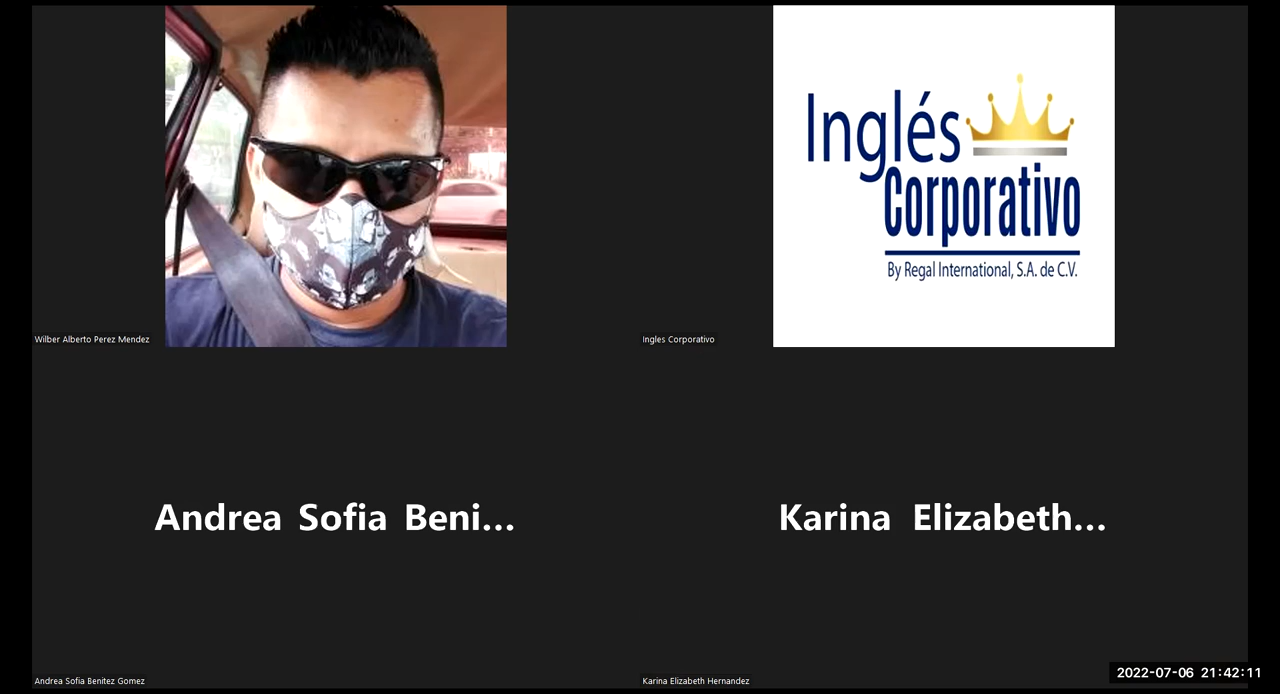 Inglés
Corporativo
By Regal International, S.A. de C.V.
Wilber Alberto Perez Mendez
Ingles Corporativo
Andrea Sofia Beni...
Karina Elizabeth...
Andrea Sofia Benitez Gomez
Karina Elizabeth Hernandez
2022-07-06 21:42:11